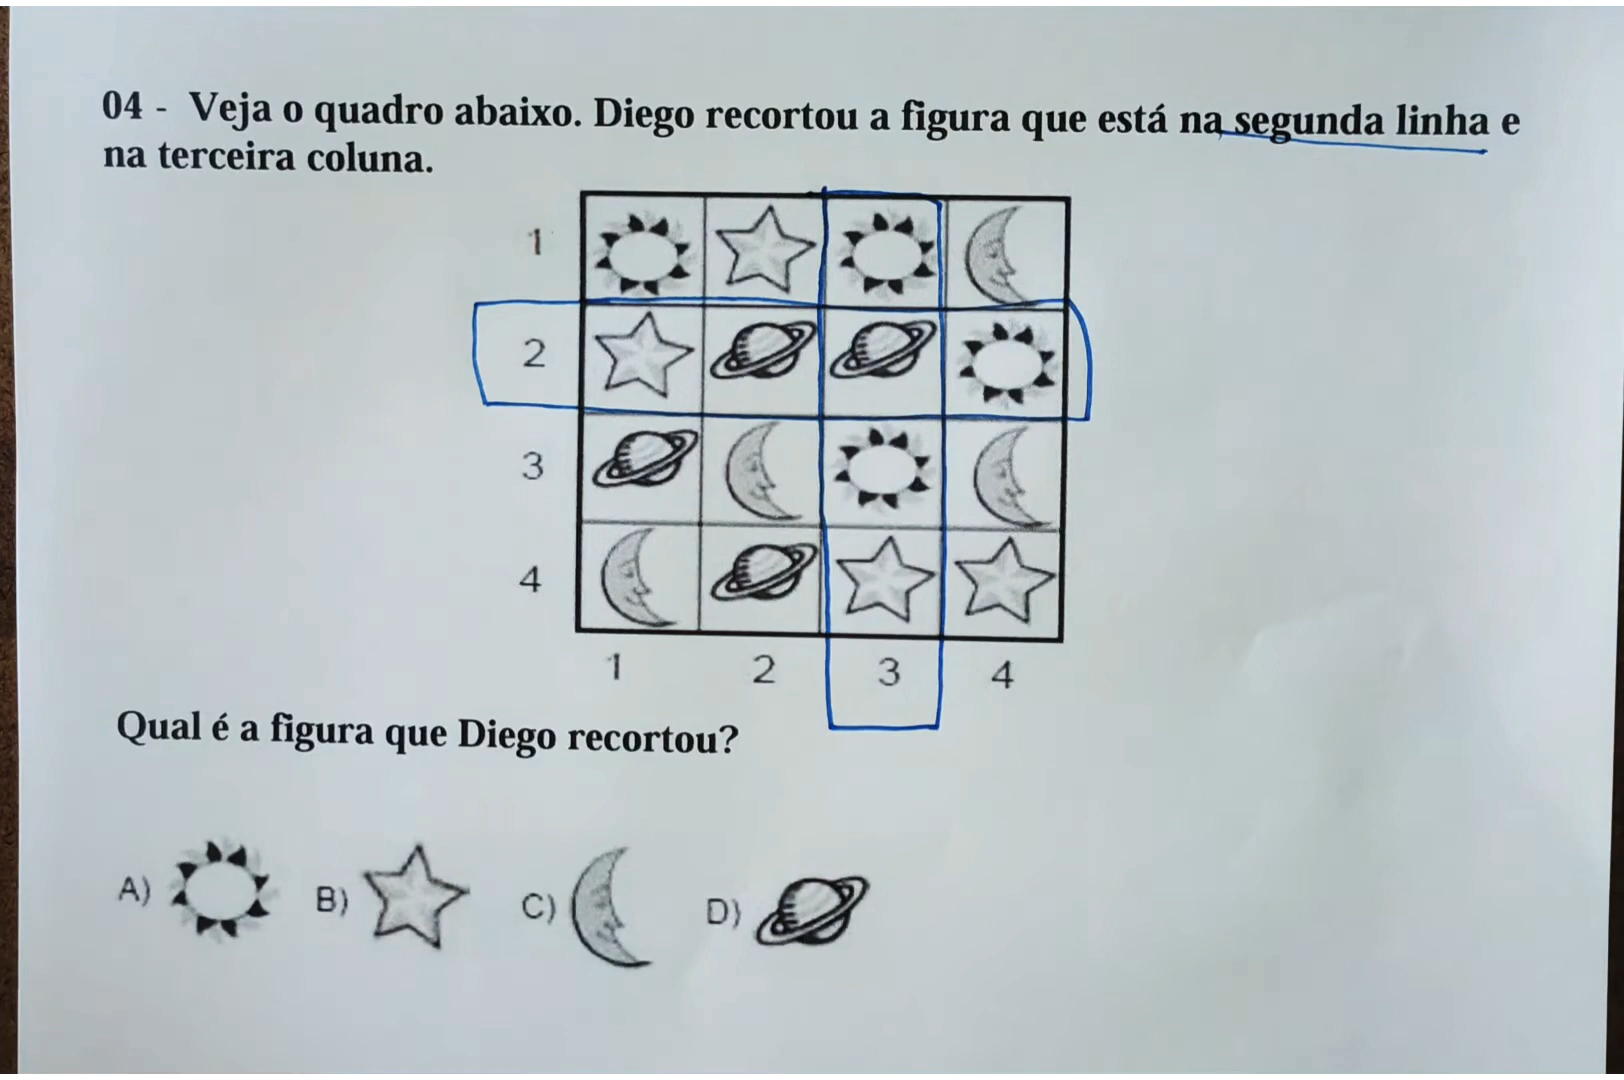 04 - Veja o quadro abaixo. Diego recortou a figura que está na segunda linha e
na terceira coluna.
1
2
3
4
1 2 3 4
Qual é a figura que Diego recortou?
A) B) C) D)